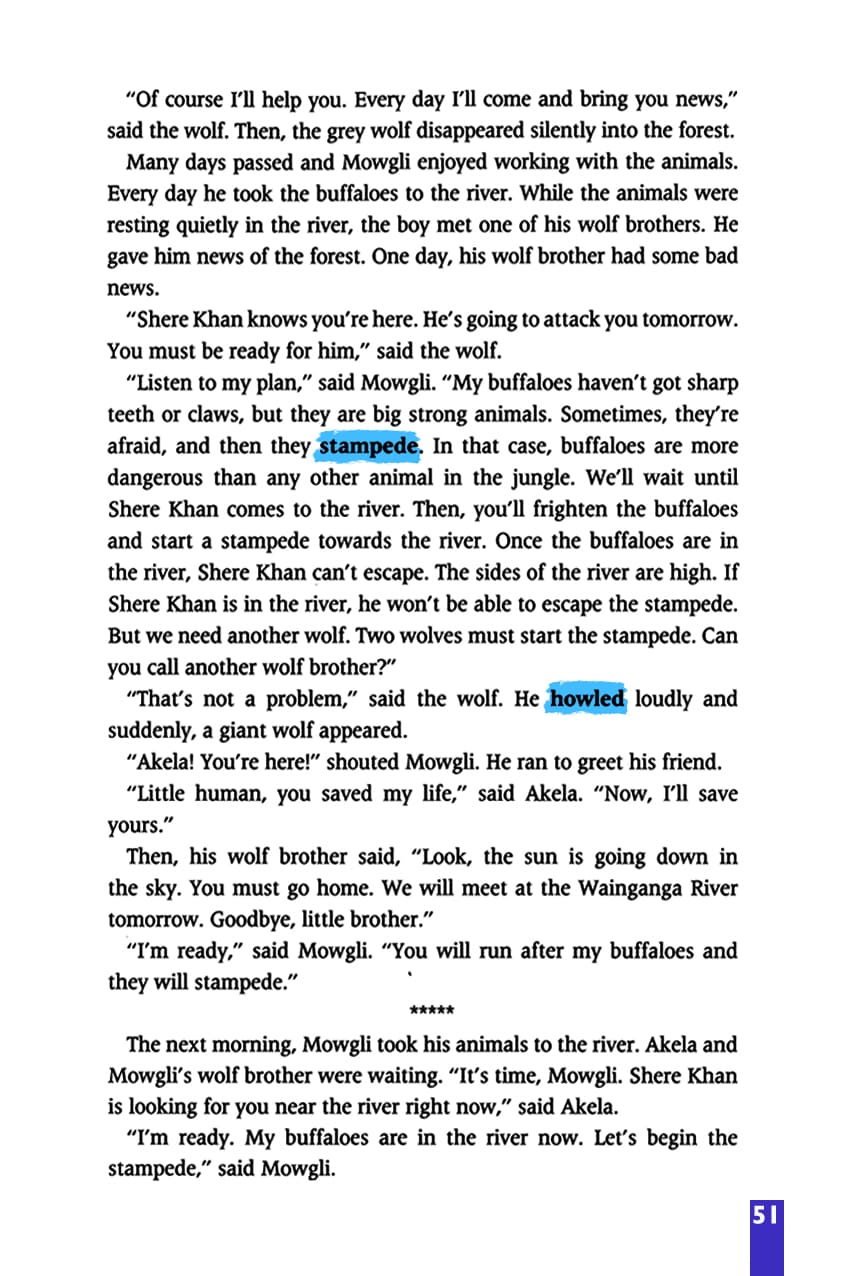 “Of course I’ll help you. Every day I’ll come and bring you news,”
said the wolf. Then, the grey wolf disappeared silently into the forest.
Many days passed and Mowgli enjoyed working with the animals.
Every day he took the buffaloes to the river. While the animals were
resting quietly in the river, the boy met one of his wolf brothers. He
gave him news of the forest. One day, his wolf brother had some bad
news.
“Shere Khan knows you’re here. He’s going to attack you tomorrow.
You must be ready for him,” said the wolf.
“Listen to my plan,” said Mowgli. “My buffaloes haven’t got sharp
teeth or claws, but they are big strong animals. Sometimes, they’re
afraid, and then they stampede. In that case, buffaloes are more
dangerous than any other animal in the jungle. We’ll wait until
Shere Khan comes to the river. Then, you’ll frighten the buffaloes
and start a stampede towards the river. Once the buffaloes are in
the river, Shere Khan can’t escape. The sides of the river are high. If
Shere Khan is in the river, he won’t be able to escape the stampede.
But we need another wolf. Two wolves must start the stampede. Can
you call another wolf brother?”
“That’s not a problem,” said the wolf. He howled loudly and
suddenly, a giant wolf appeared.
“Akela! You’re here!” shouted Mowgli. He ran to greet his friend.
“Little human, you saved my life,” said Akela. “Now, I’ll save
yours.”
Then, his wolf brother said, “Look, the sun is going down in
the sky. You must go home. We will meet at the Wainganga River
tomorrow. Goodbye, little brother.”
“I’m ready,” said Mowgli. “You will run after my buffaloes and
they will stampede.”
*****
The next morning, Mowgli took his animals to the river. Akela and
Mowgli’s wolf brother were waiting. “It’s time, Mowgli. Shere Khan
is looking for you near the river right now,” said Akela.
“I’m ready. My buffaloes are in the river now. Let’s begin the
stampede,” said Mowgli.
51